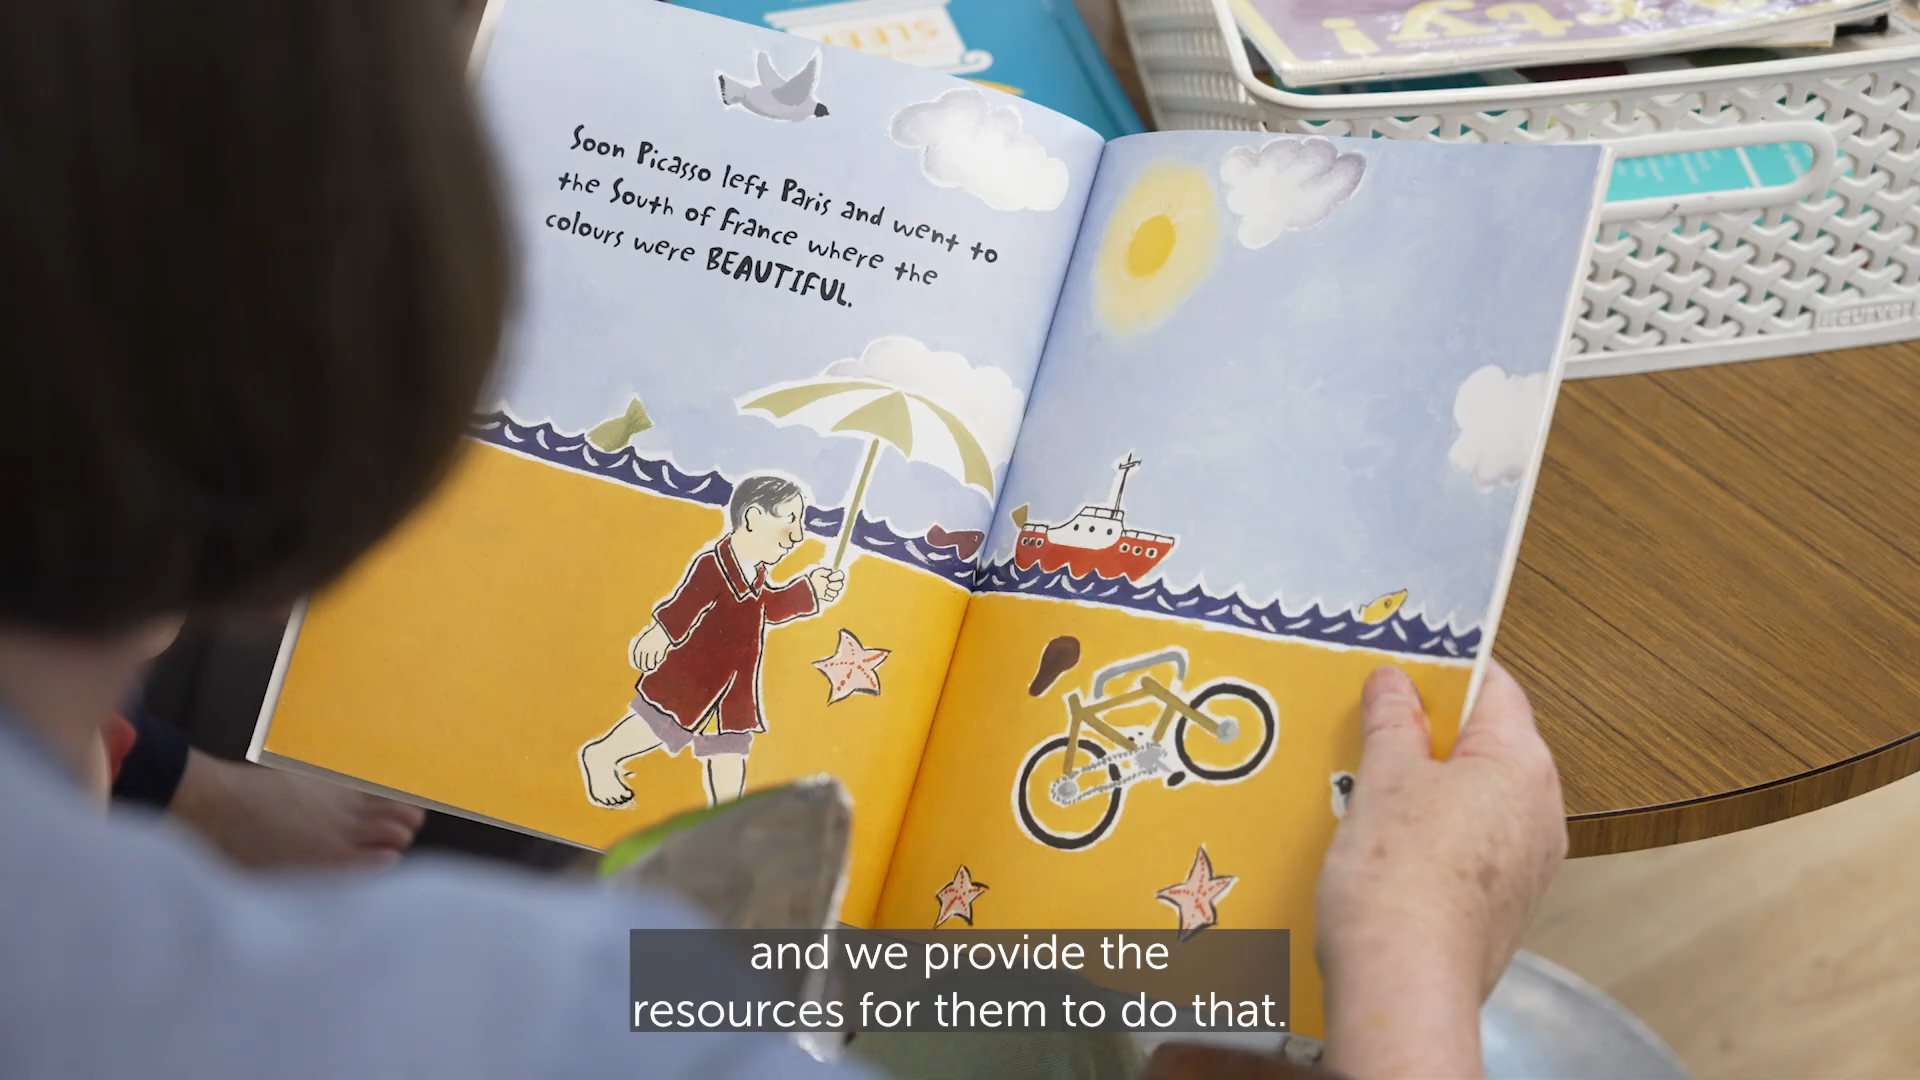 Soon Picasso left Paris and went to
the South of France where the
colours were BEAUTIFUL.
and we provide the
resources for them to do that.